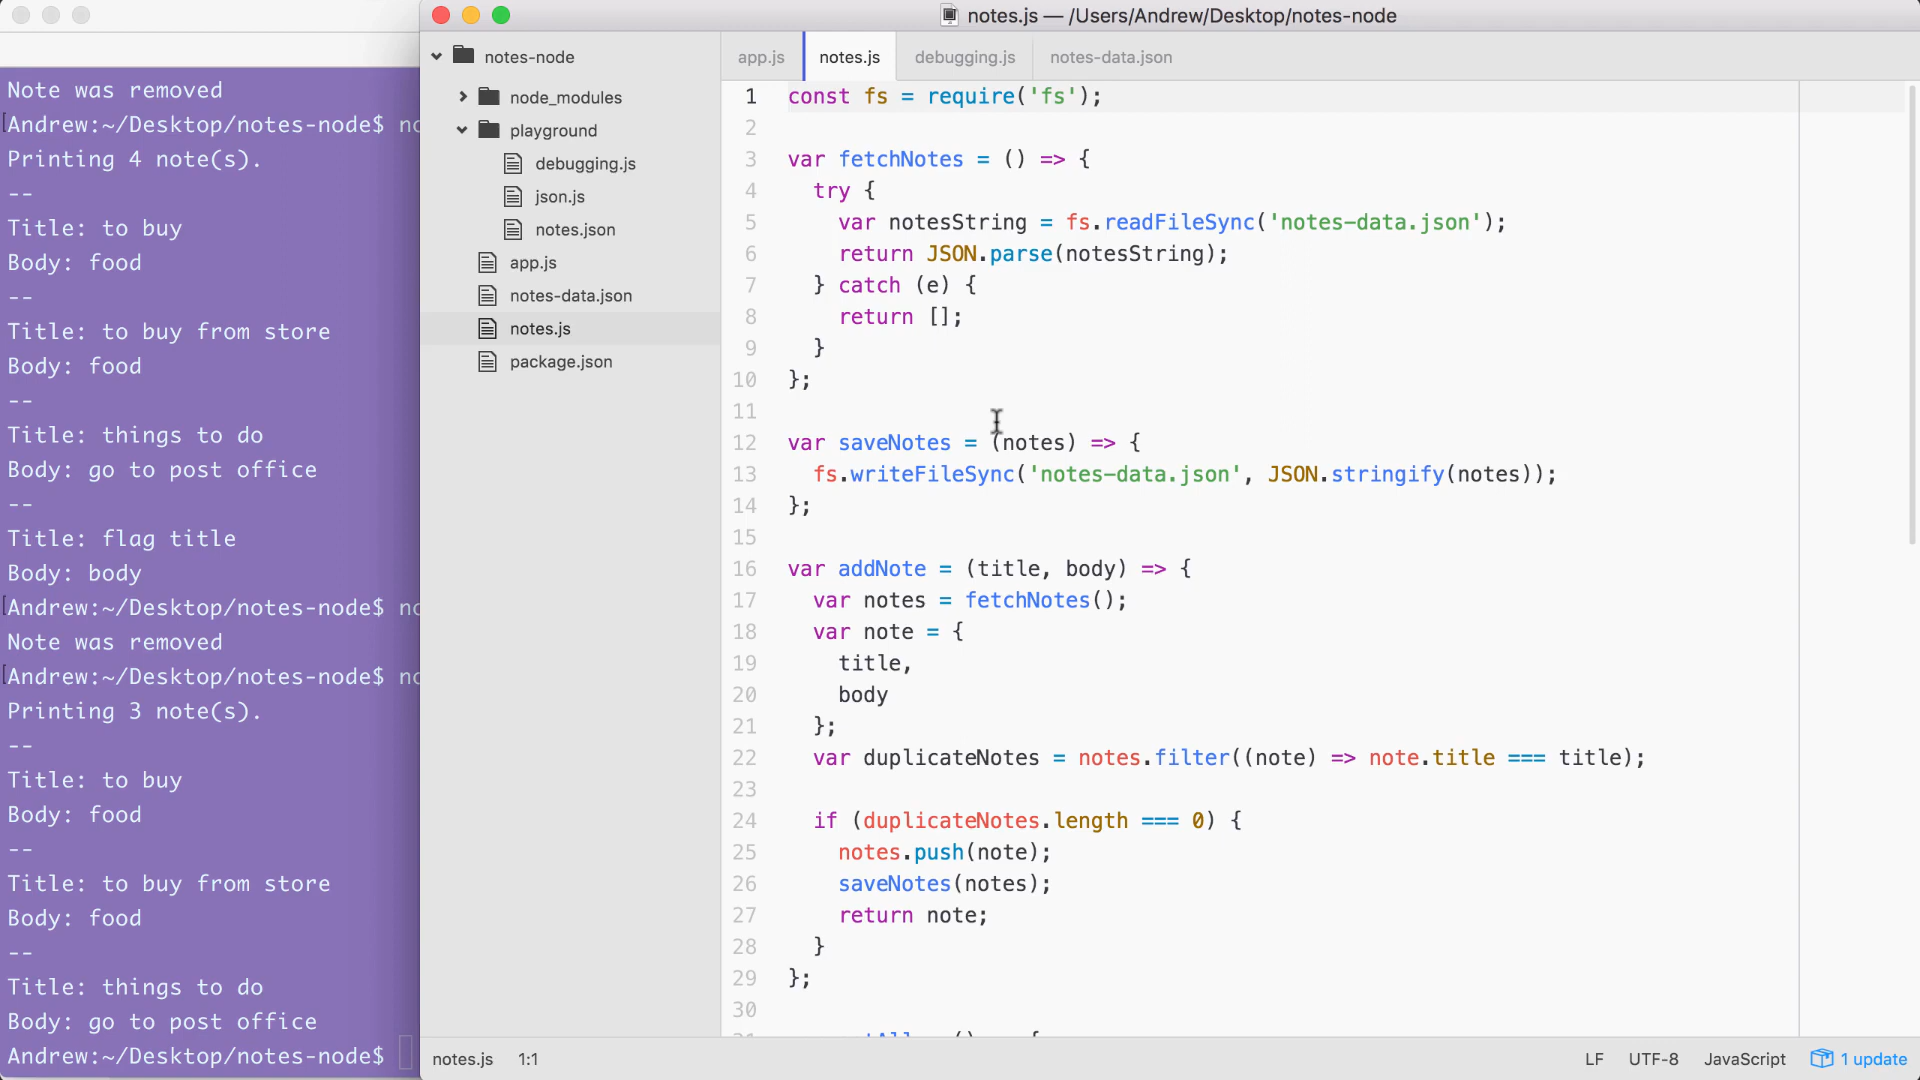 Note was removed
Andrew:~/Desktop/notes-node$ no
Printing 4 note(s).
--
Title: to buy
Body: food
--
Title: to buy from store
Body: food
--
Title: things to do
Body: go to post office
--
Title: flag title
Body: body
Andrew:~/Desktop/notes-node$ no
Note was removed
Andrew:~/Desktop/notes-node$ no
Printing 3 note(s).
--
Title: to buy
Body: food
--
Title: to buy from store
Body: food
--
Title: things to do
Body: go to post office
Andrew:~/Desktop/notes-node$
notes.js — /Users/Andrew/Desktop/notes-node
notes-node
node_modules
playground
debugging.js
json.js
notes.json
app.js
notes-data.json
notes.js
package.json
app.js notes.js debugging.js notes-data.json
1 const fs = require('fs');
2
3 var fetchNotes = () => {
4 try {
5 var notesString = fs.readFileSync('notes-data.json');
6 return JSON.parse(notesString);
7 } catch (e) {
8 return [];
9 }
10 };
11
12 var saveNotes = (notes) => {
13 fs.writeFileSync('notes-data.json', JSON.stringify(notes));
14 };
15
16 var addNote = (title, body) => {
17 var notes = fetchNotes();
18 var note = {
19 title,
20 body
21 };
22 var duplicateNotes = notes.filter((note) => note.title === title);
23
24 if (duplicateNotes.length === 0) {
25 notes.push(note);
26 saveNotes(notes);
27 return note;
28 }
29 };
30
notes.js 1:1 LF UTF-8 JavaScript 1 update